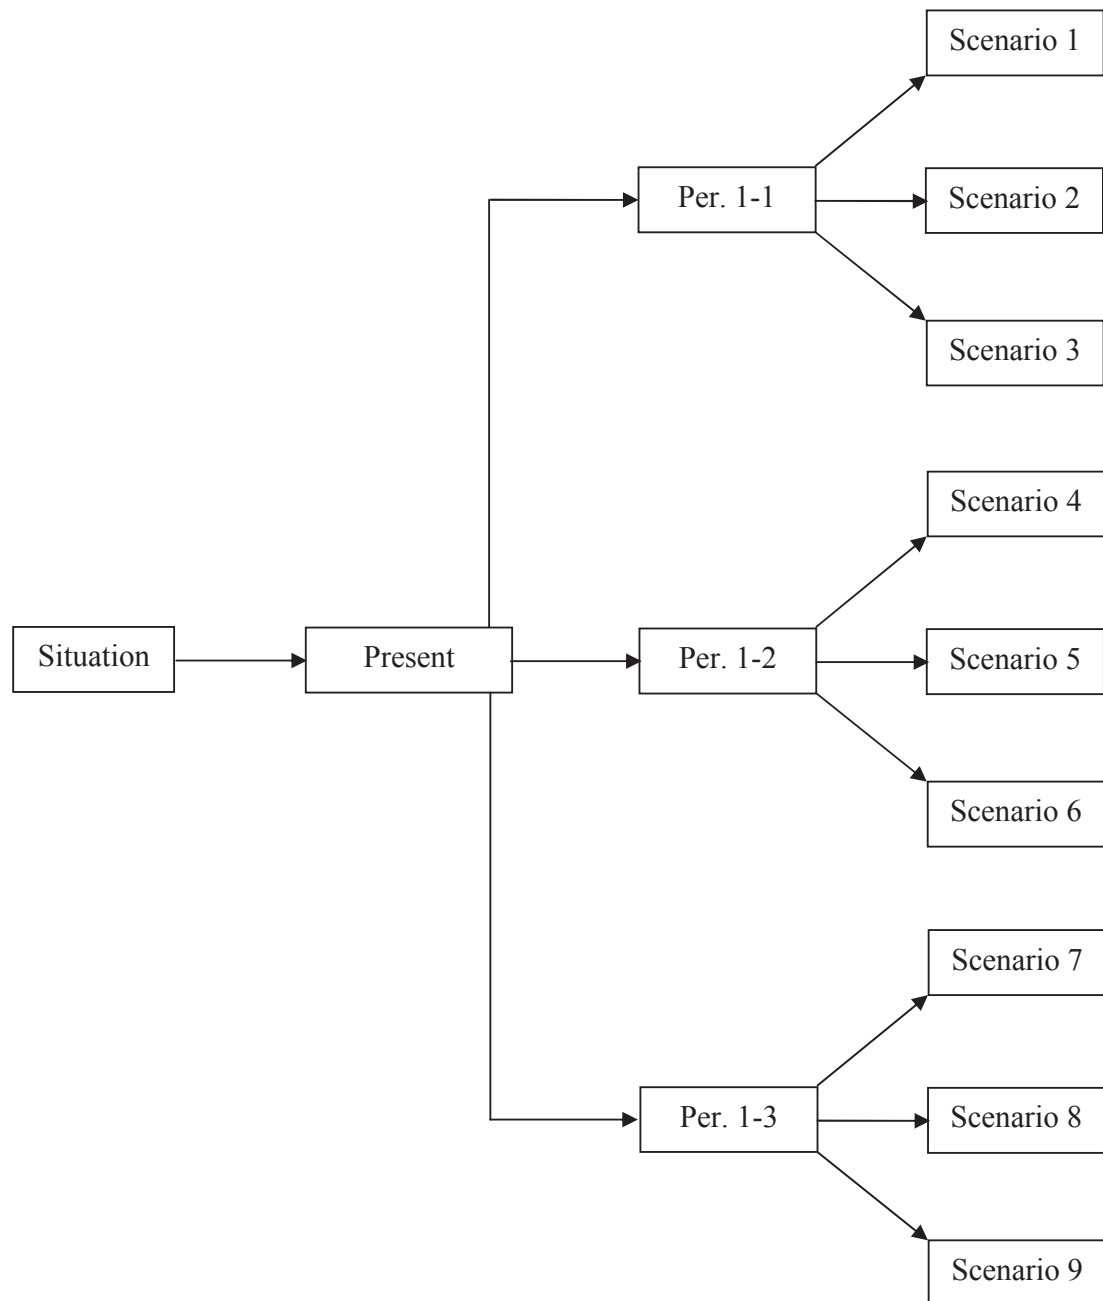 Scenario 1
Per. 1-1
Scenario 2
Scenario 3
Scenario 4
Situation
Present
Per. 1-2
Scenario 5
Scenario 6
Scenario 7
Per. 1-3
Scenario 8
Scenario 9